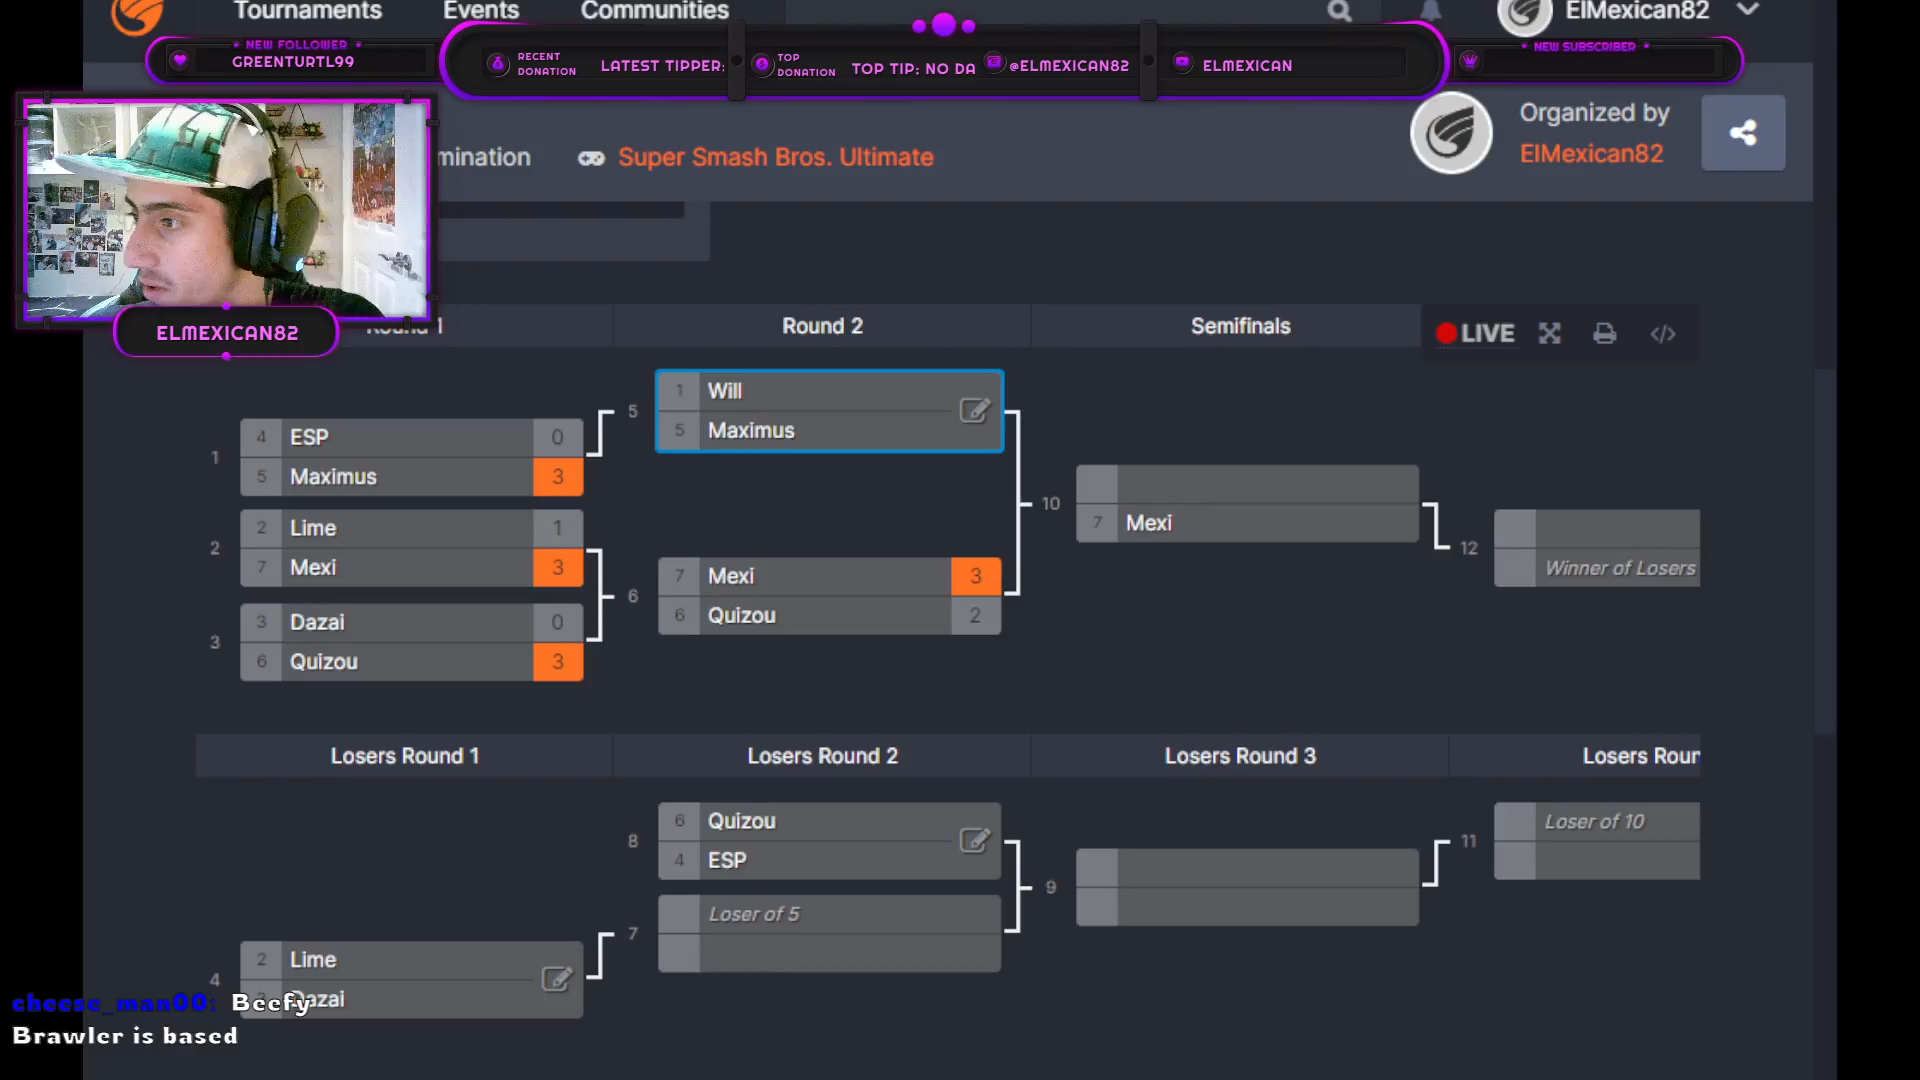 Tournaments
Events
Communities
ElMexican82
NEW FOLLOWER
GREENTURTL99
RECENT
DONATION
LATEST TIPPER:
TOP
DONATION
TOP TIP: NO DA
@ELMEXICAN82
ELMEXICAN
NEW SUBSCRIBER
mination
Super Smash Bros. Ultimate
Organized by
ElMexican82
ELMEXICAN82
Round 1
Round 2
Semifinals
LIVE
1
4 ESP 0
5 Maximus 3
2
2 Lime 1
7 Mexi 3
3
3 Dazai 0
6 Quizou 3
5
1 Will
5 Maximus
6
7 Mexi 3
6 Quizou 2
10
7 Mexi
12
Winner of Losers
Losers Round 1
Losers Round 2
Losers Round 3
Losers Roun
4
2 Lime
Dazai
8
6 Quizou
4 ESP
7
Loser of 5
9
11
Loser of 10
cheese_man00: Beefy
Brawler is based